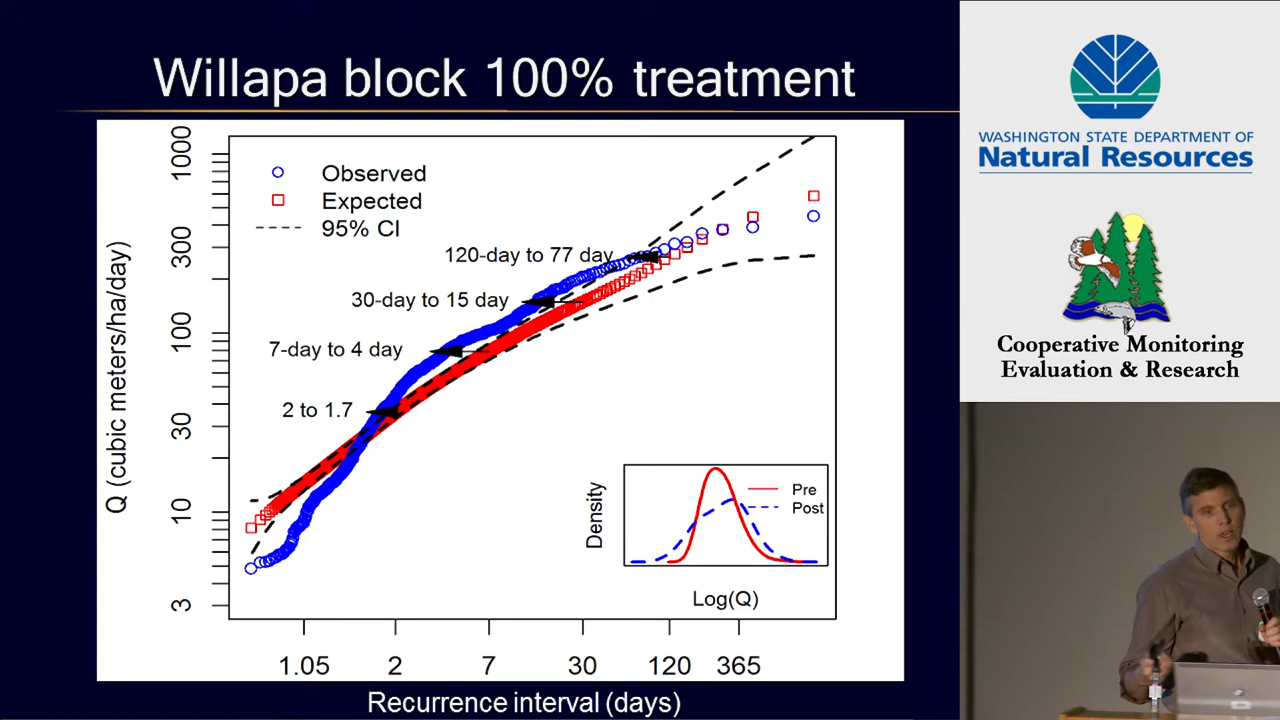 Willapa block 100% treatment
Observed
Expected
95% CI
120-day to 77 day
30-day to 15 day
7-day to 4 day
2 to 1.7
Q (cubic meters/ha/day)
1000
300
100
30
10
3
1.05
2
7
30
120
365
Recurrence interval (days)
Density
Pre
Post
Log(Q)
WASHINGTON STATE DEPARTMENT OF
Natural Resources
Cooperative Monitoring
Evaluation & Research